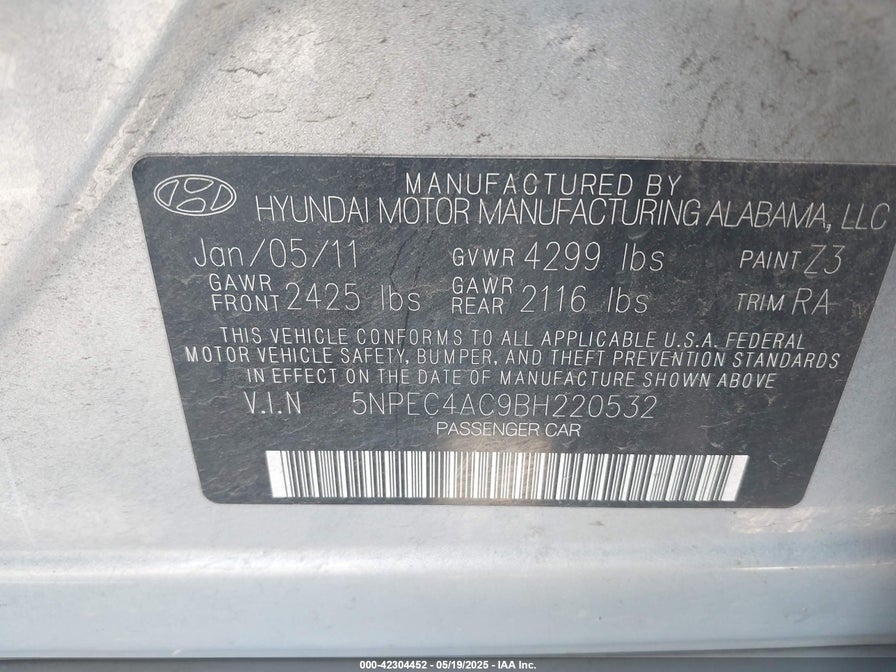 MANUFACTURED BY
HYUNDAI MOTOR MANUFACTURING ALABAMA, LLC
Jan/05/11 GVWR 4299 lbs PAINT Z3
GAWR FRONT 2425 lbs GAWR REAR 2116 lbs TRIM RA
THIS VEHICLE CONFORMS TO ALL APPLICABLE U.S.A. FEDERAL
MOTOR VEHICLE SAFETY, BUMPER, AND THEFT PREVENTION STANDARDS
IN EFFECT ON THE DATE OF MANUFACTURE SHOWN ABOVE
V.I.N 5NPEC4AC9BH220532
PASSENGER CAR
000-42304452 - 05/19/2025 - IAA Inc.